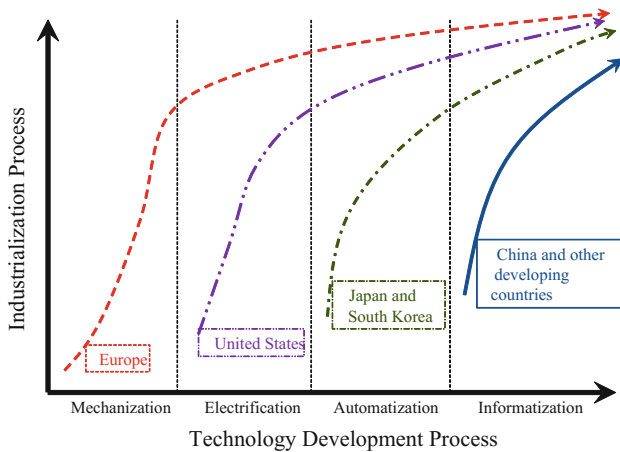 Industrialization Process
China and other
developing
countries
Japan and
South Korea
United States
Europe
Mechanization
Electrification
Automatization
Informatization
Technology Development Process